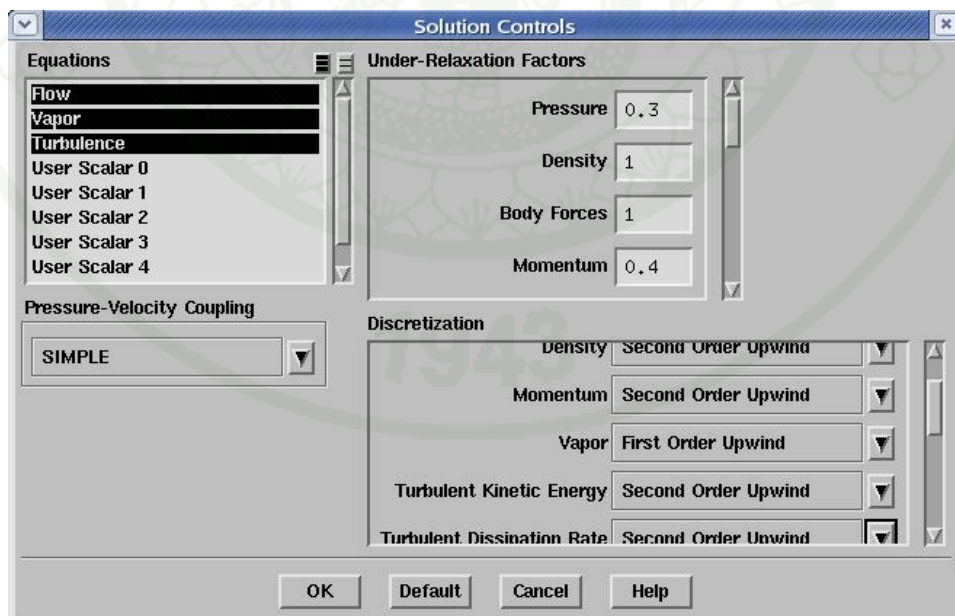 Solution Controls
Equations
Flow
Vapor
Turbulence
User Scalar 0
User Scalar 1
User Scalar 2
User Scalar 3
User Scalar 4
Pressure-Velocity Coupling
SIMPLE
Under-Relaxation Factors
Pressure 0.3
Density 1
Body Forces 1
Momentum 0.4
Discretization
Density Second Order Upwind
Momentum Second Order Upwind
Vapor First Order Upwind
Turbulent Kinetic Energy Second Order Upwind
Turbulent Dissipation Rate Second Order Upwind
OK Default Cancel Help
1943